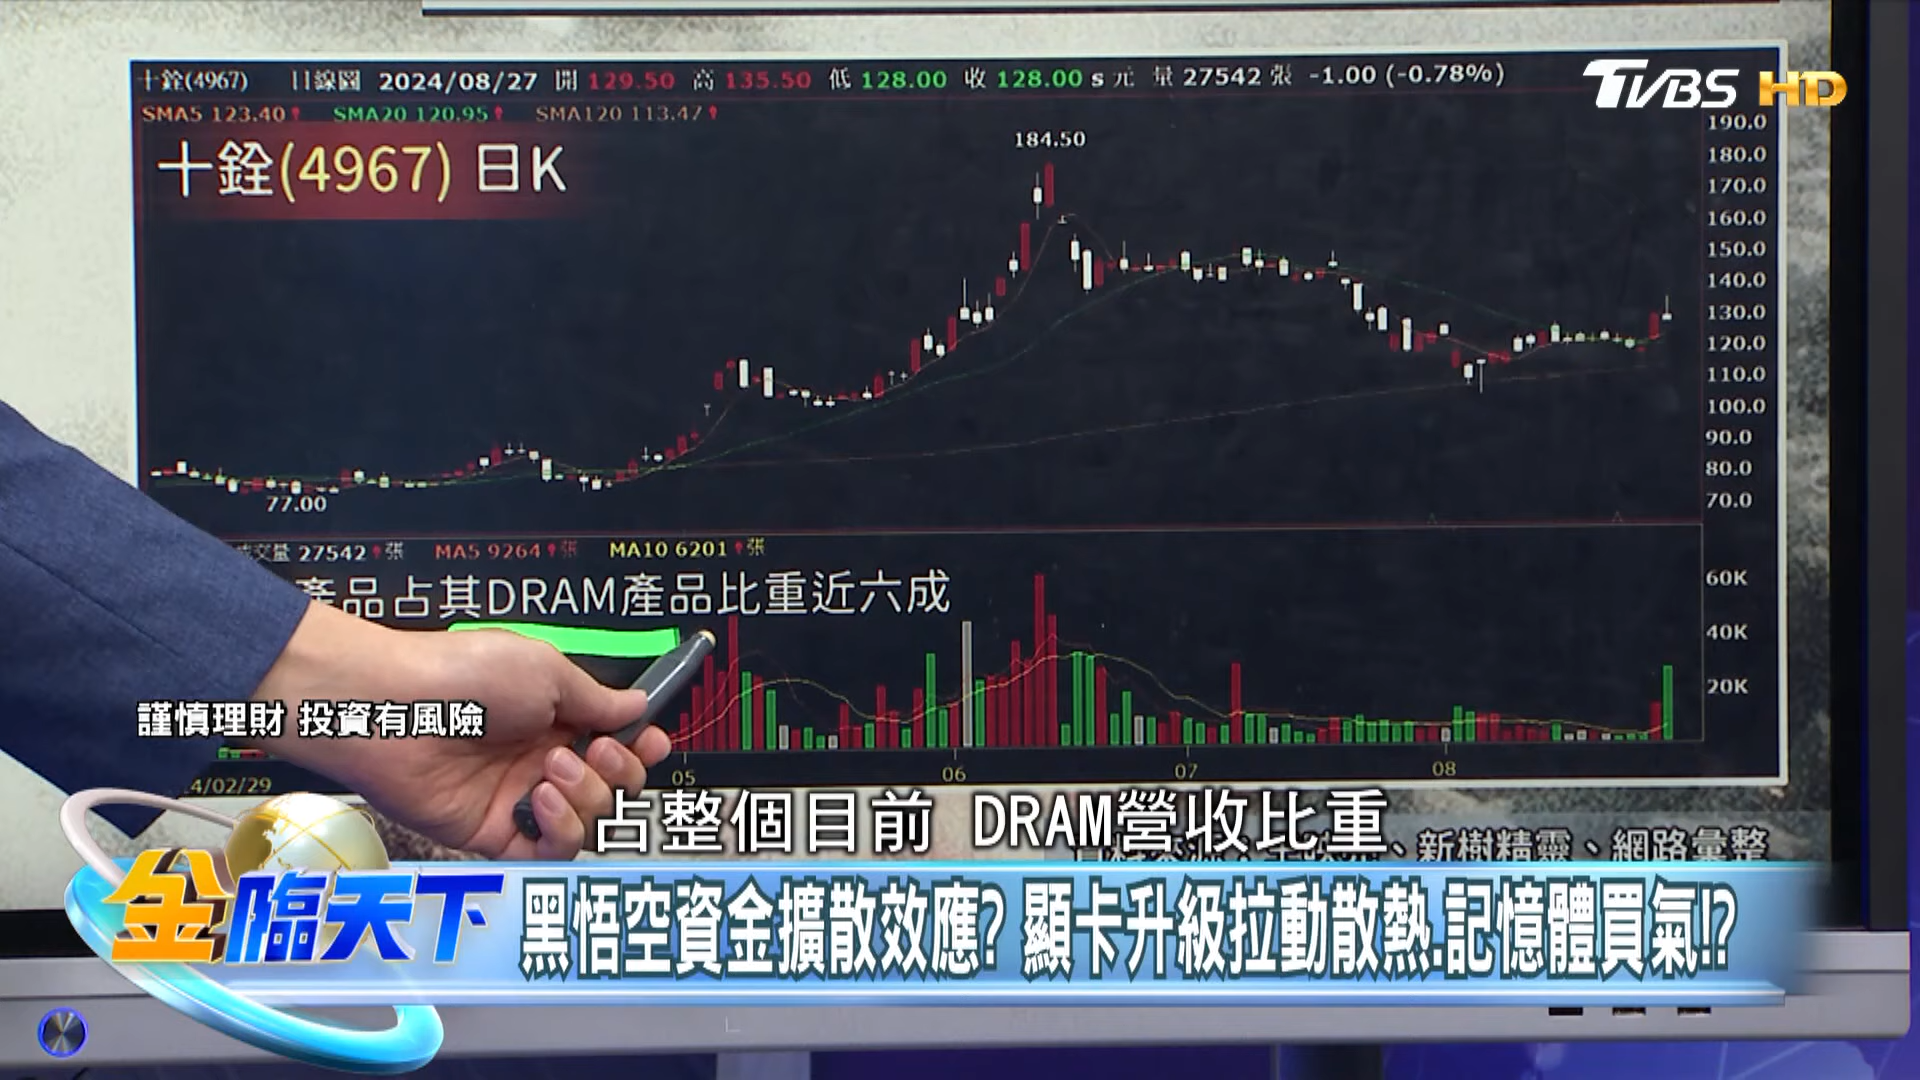 十銓(4967) 日線圖 2024/08/27 開 129.50 高 135.50 低 128.00 收 128.00 s 元 量 27542 張 -1.00 (-0.78%)
TVBS HD
SMA5 123.40 SMA20 120.95 SMA120 113.47
十銓(4967) 日K
184.50
77.00
190.0
180.0
170.0
160.0
150.0
140.0
130.0
120.0
110.0
100.0
90.0
80.0
70.0
成交量 27542 張 MA5 9264 張 MA10 6201 張
產品占其DRAM產品比重近六成
60K
40K
20K
謹慎理財 投資有風險
4/02/29
05
06
07
08
占整個目前 DRAM營收比重
、新樹精靈、網路彙整
金臨天下
黑悟空資金擴散效應? 顯卡升級拉動散熱.記憶體買氣!?